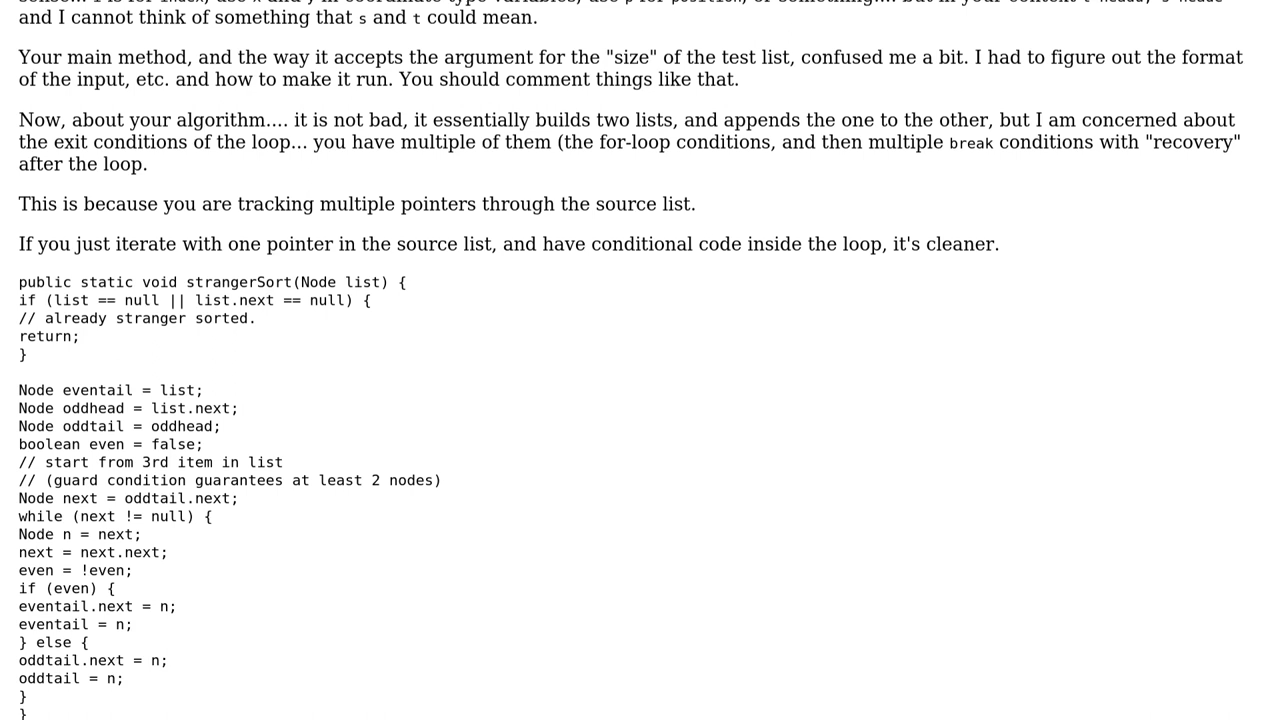 and I cannot think of something that s and t could mean.
Your main method, and the way it accepts the argument for the "size" of the test list, confused me a bit. I had to figure out the format
of the input, etc. and how to make it run. You should comment things like that.
Now, about your algorithm.... it is not bad, it essentially builds two lists, and appends the one to the other, but I am concerned about
the exit conditions of the loop... you have multiple of them (the for-loop conditions, and then multiple break conditions with "recovery"
after the loop.
This is because you are tracking multiple pointers through the source list.
If you just iterate with one pointer in the source list, and have conditional code inside the loop, it's cleaner.
public static void strangerSort(Node list) {
if (list == null || list.next == null) {
// already stranger sorted.
return;
}
Node eventail = list;
Node oddhead = list.next;
Node oddtail = oddhead;
boolean even = false;
// start from 3rd item in list
// (guard condition guarantees at least 2 nodes)
Node next = oddtail.next;
while (next != null) {
Node n = next;
next = next.next;
even = !even;
if (even) {
eventail.next = n;
eventail = n;
} else {
oddtail.next = n;
oddtail = n;
}
}